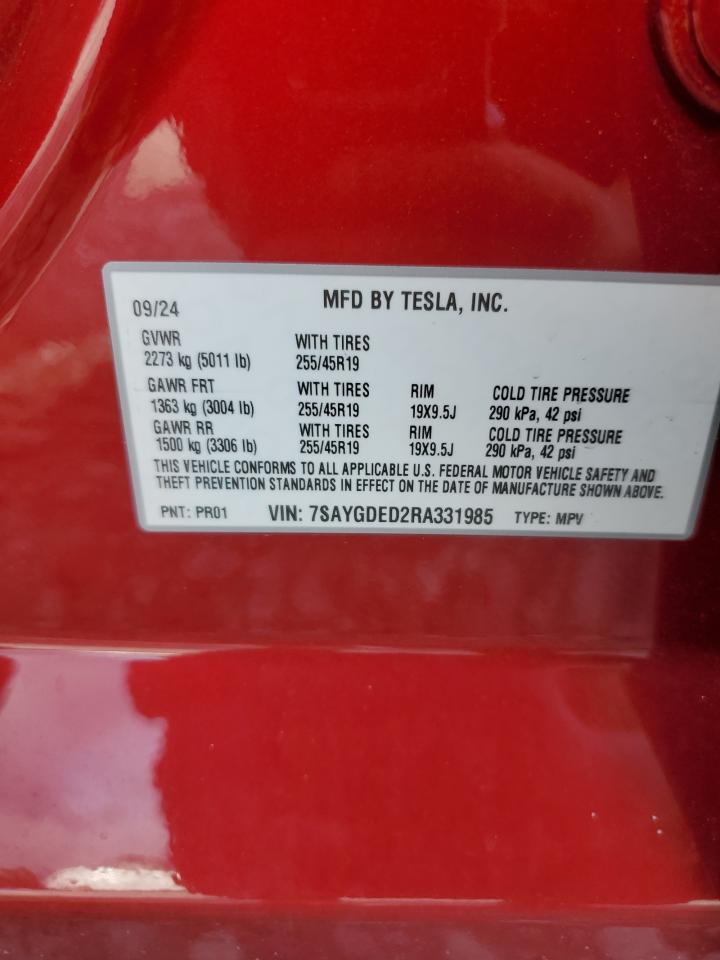 09/24 MFD BY TESLA, INC.
GVWR WITH TIRES
2273 kg (5011 lb) 255/45R19
GAWR FRT WITH TIRES RIM COLD TIRE PRESSURE
1363 kg (3004 lb) 255/45R19 19X9.5J 290 kPa, 42 psi
GAWR RR WITH TIRES RIM COLD TIRE PRESSURE
1500 kg (3306 lb) 255/45R19 19X9.5J 290 kPa, 42 psi
THIS VEHICLE CONFORMS TO ALL APPLICABLE U.S. FEDERAL MOTOR VEHICLE SAFETY AND
THEFT PREVENTION STANDARDS IN EFFECT ON THE DATE OF MANUFACTURE SHOWN ABOVE.
PNT: PR01 VIN: 7SAYGDED2RA331985 TYPE: MPV